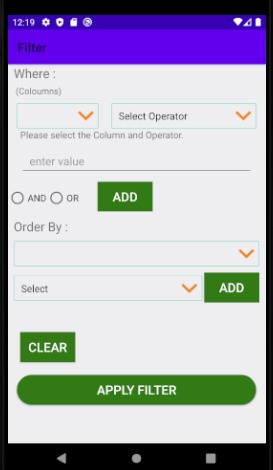 12:19
Filter
Where :
(Coloumns)
Select Operator
Please select the Column and Operator.
enter value
AND OR ADD
Order By :
Select ADD
CLEAR
APPLY FILTER